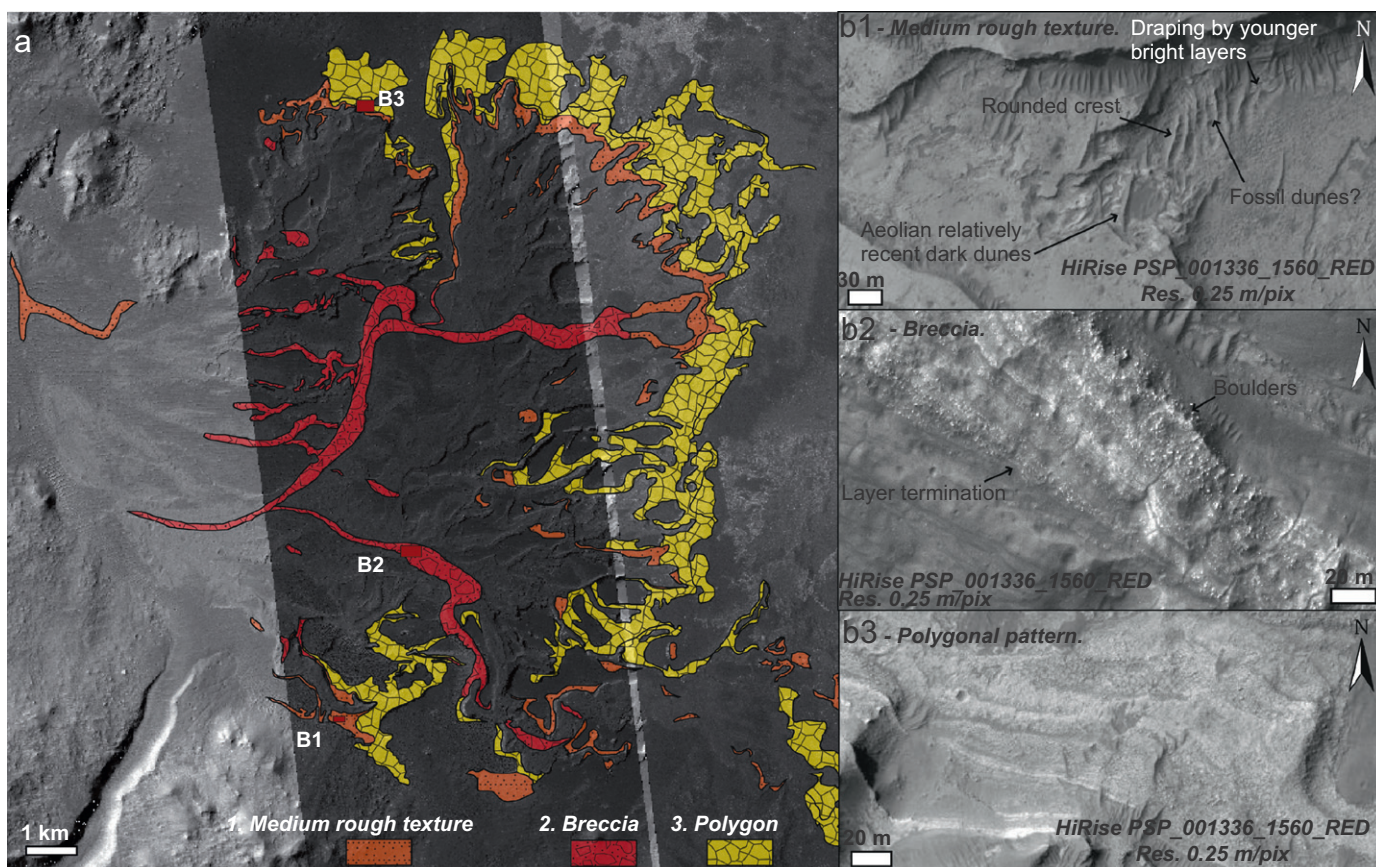 a
B3
B2
B1
1 km
1. Medium rough texture
2. Breccia
3. Polygon
b1 - Medium rough texture.
Draping by younger
bright layers
N
Rounded crest
Fossil dunes?
Aeolian relatively
recent dark dunes
30 m
HiRise PSP_001336_1560_RED
Res. 0.25 m/pix
b2 - Breccia.
N
Boulders
Layer termination
HiRise PSP_001336_1560_RED
Res. 0.25 m/pix
20 m
b3 - Polygonal pattern.
N
20 m
HiRise PSP_001336_1560_RED
Res. 0.25 m/pix